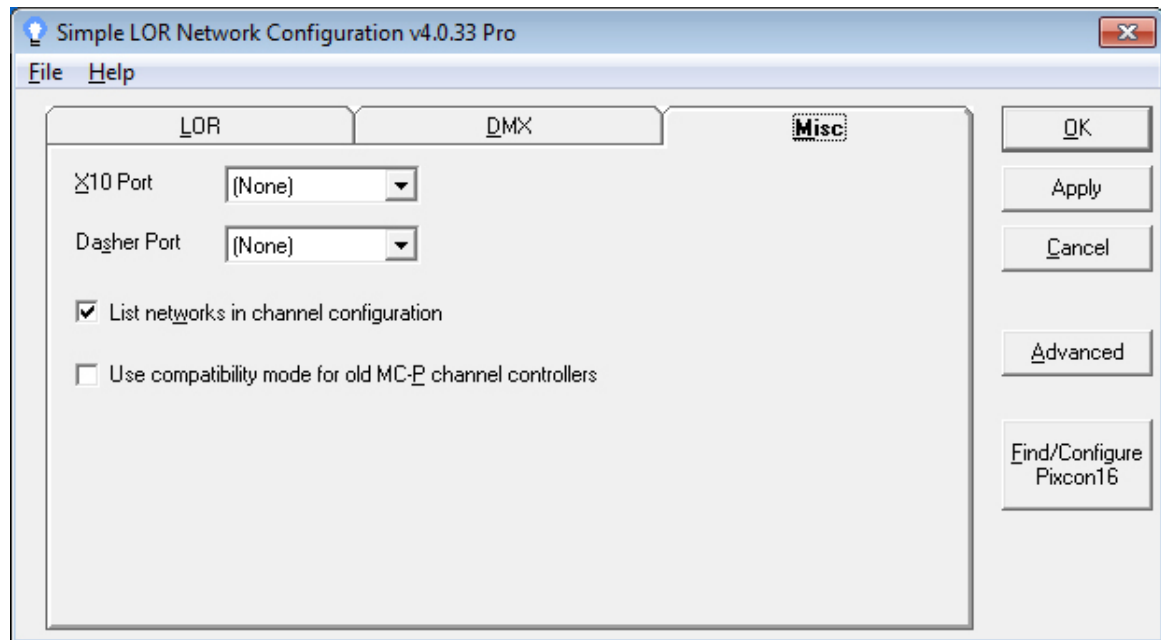 Simple LOR Network Configuration v4.0.33 Pro
File Help
LOR DMX Misc
OK
X10 Port (None)
Apply
Dasher Port (None)
Cancel
List networks in channel configuration
Advanced
Use compatibility mode for old MC-P channel controllers
Find/Configure
Pixcon16